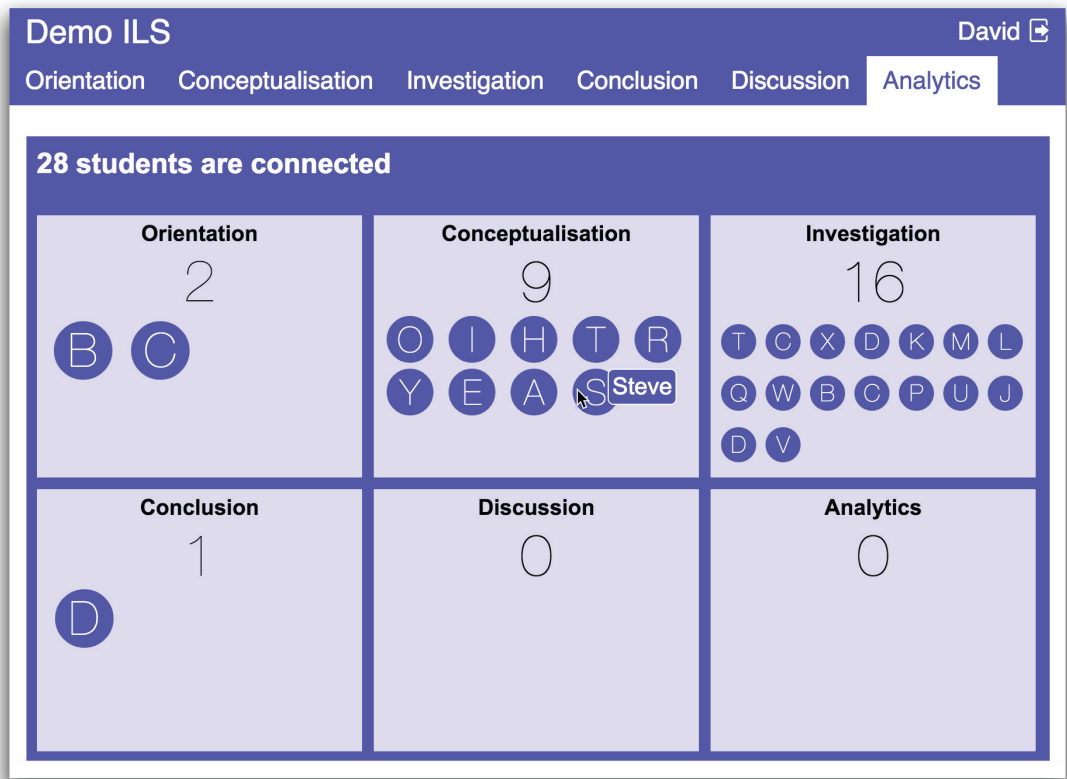 Demo ILS
David
Orientation Conceptualisation Investigation Conclusion Discussion Analytics
28 students are connected
Orientation
2
B C
Conceptualisation
9
O I H T R
Y E A S Steve
Investigation
16
T C X D K M L
Q W B C P U J
D V
Conclusion
1
D
Discussion
0
Analytics
0